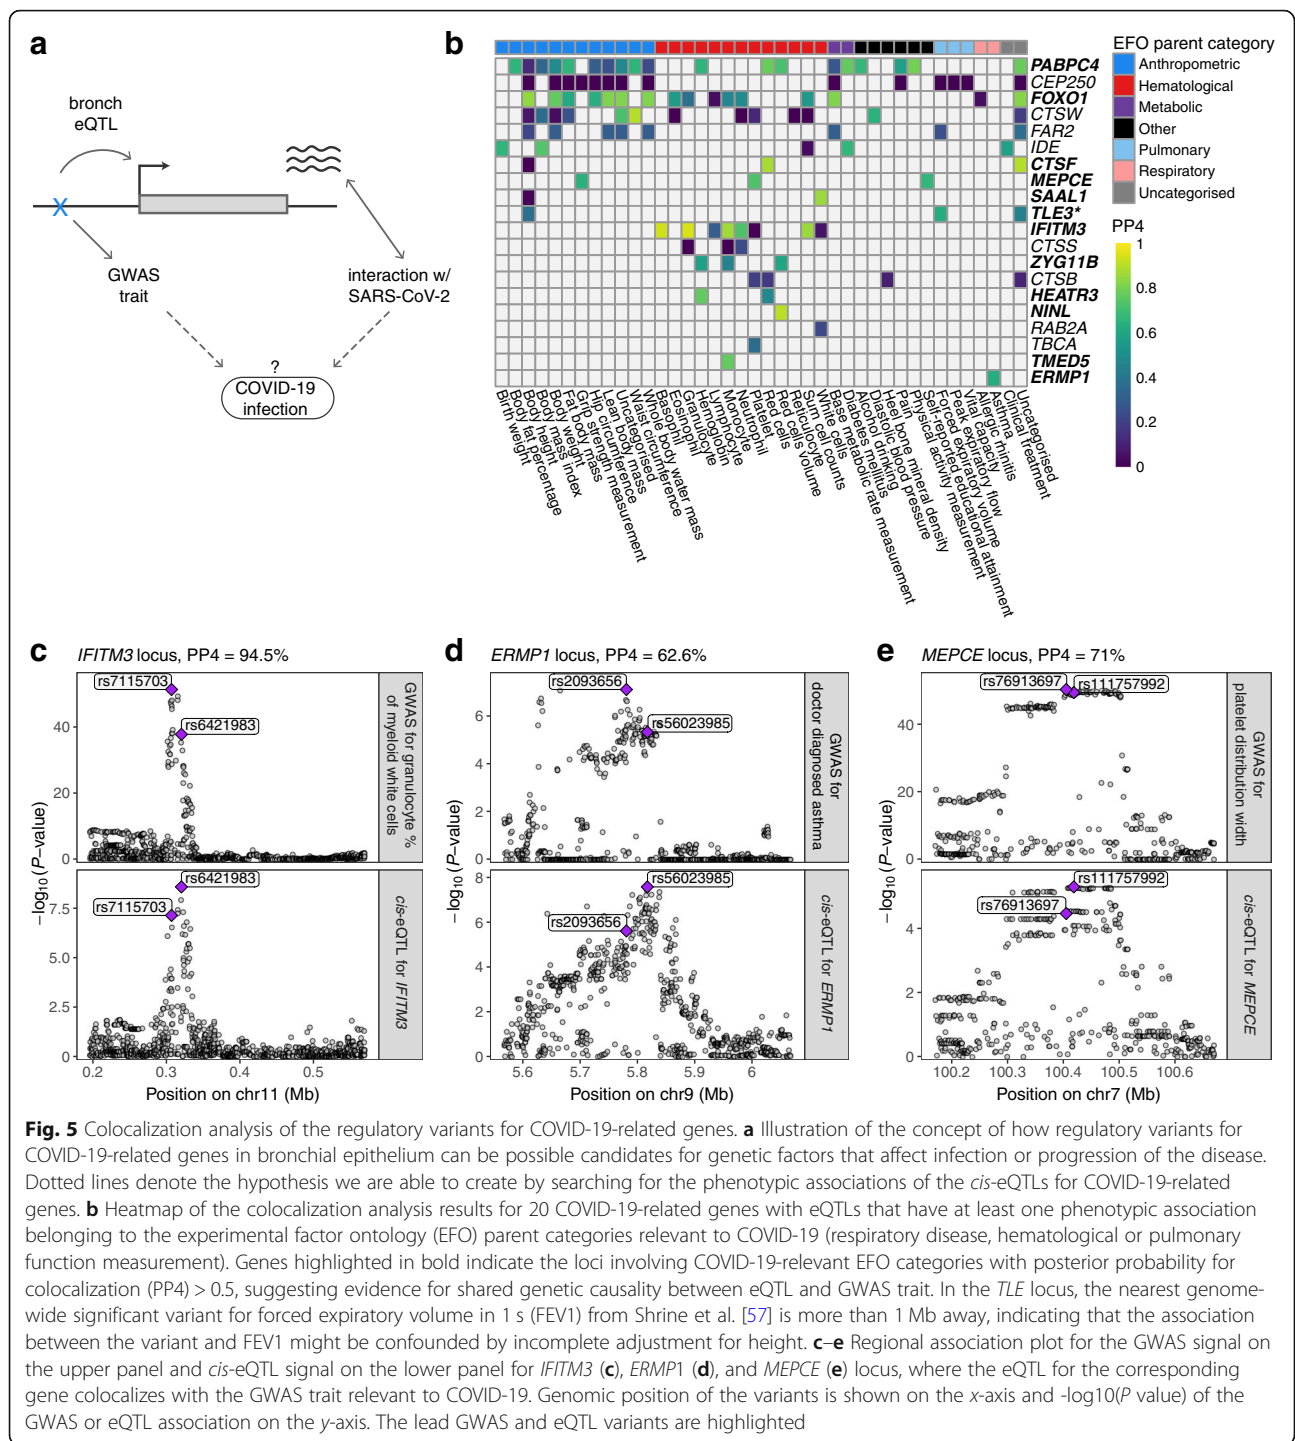 a
bronch
eQTL
X
GWAS
trait
interaction w/
SARS-CoV-2
?
COVID-19
infection
b
PABPC4
CEP250
FOXO1
CTSW
FAR2
IDE
CTSF
MEPCE
SAAL1
TLE3*
IFITM3
CTSS
ZYG11B
CTSB
HEATR3
NINL
RAB2A
TBCA
TMED5
ERMP1
Birth weight
Body fat percentage
Body height
Body mass index
Body weight
Fat body mass
Grip strength measurement
Hip circumference
Lean body mass
Uncategorised
Waist circumference
Whole body water mass
Basophil
Eosinophil
Granulocyte
Hemoglobin
Lymphocyte
Monocyte
Neutrophil
Platelet
Red cells
Red cells volume
Reticulocyte
Sum cell counts
White cells
Base metabolic rate measurement
Diabetes mellitus
Alcohol drinking
Diastolic blood pressure
Heel bone mineral density
Pain
Physical activity measurement
Self-reported educational attainment
Forced expiratory volume
Peak expiratory flow
Vital capacity
Allergic rhinitis
Asthma
Clinical treatment
Uncategorised
EFO parent category
Anthropometric
Hematological
Metabolic
Other
Pulmonary
Respiratory
Uncategorised
PP4
1
0.8
0.6
0.4
0.2
0
c
IFITM3 locus, PP4 = 94.5%
rs7115703
rs6421983
40
20
0
GWAS for granulocyte %
of myeloid white cells
−log10 (P−value)
rs6421983
rs7115703
7.5
5.0
2.5
0
cis-eQTL for IFITM3
0.2 0.3 0.4 0.5
Position on chr11 (Mb)
d
ERMP1 locus, PP4 = 62.6%
rs2093656
rs56023985
6
4
2
0
GWAS for
doctor diagnosed asthma
−log10 (P−value)
rs56023985
rs2093656
8
6
4
2
0
cis-eQTL for ERMP1
5.6 5.7 5.8 5.9 6
Position on chr9 (Mb)
e
MEPCE locus, PP4 = 71%
rs76913697
rs111757992
40
20
0
GWAS for
platelet distribution width
−log10 (P−value)
rs111757992
rs76913697
4
2
0
cis-eQTL for MEPCE
100.2 100.3 100.4 100.5 100.6
Position on chr7 (Mb)
Fig. 5 Colocalization analysis of the regulatory variants for COVID-19-related genes. a Illustration of the concept of how regulatory variants for
COVID-19-related genes in bronchial epithelium can be possible candidates for genetic factors that affect infection or progression of the disease.
Dotted lines denote the hypothesis we are able to create by searching for the phenotypic associations of the cis-eQTLs for COVID-19-related
genes. b Heatmap of the colocalization analysis results for 20 COVID-19-related genes with eQTLs that have at least one phenotypic association
belonging to the experimental factor ontology (EFO) parent categories relevant to COVID-19 (respiratory disease, hematological or pulmonary
function measurement). Genes highlighted in bold indicate the loci involving COVID-19-relevant EFO categories with posterior probability for
colocalization (PP4) > 0.5, suggesting evidence for shared genetic causality between eQTL and GWAS trait. In the TLE locus, the nearest genome-
wide significant variant for forced expiratory volume in 1 s (FEV1) from Shrine et al. [57] is more than 1 Mb away, indicating that the association
between the variant and FEV1 might be confounded by incomplete adjustment for height. c–e Regional association plot for the GWAS signal on
the upper panel and cis-eQTL signal on the lower panel for IFITM3 (c), ERMP1 (d), and MEPCE (e) locus, where the eQTL for the corresponding
gene colocalizes with the GWAS trait relevant to COVID-19. Genomic position of the variants is shown on the x-axis and -log10(P value) of the
GWAS or eQTL association on the y-axis. The lead GWAS and eQTL variants are highlighted